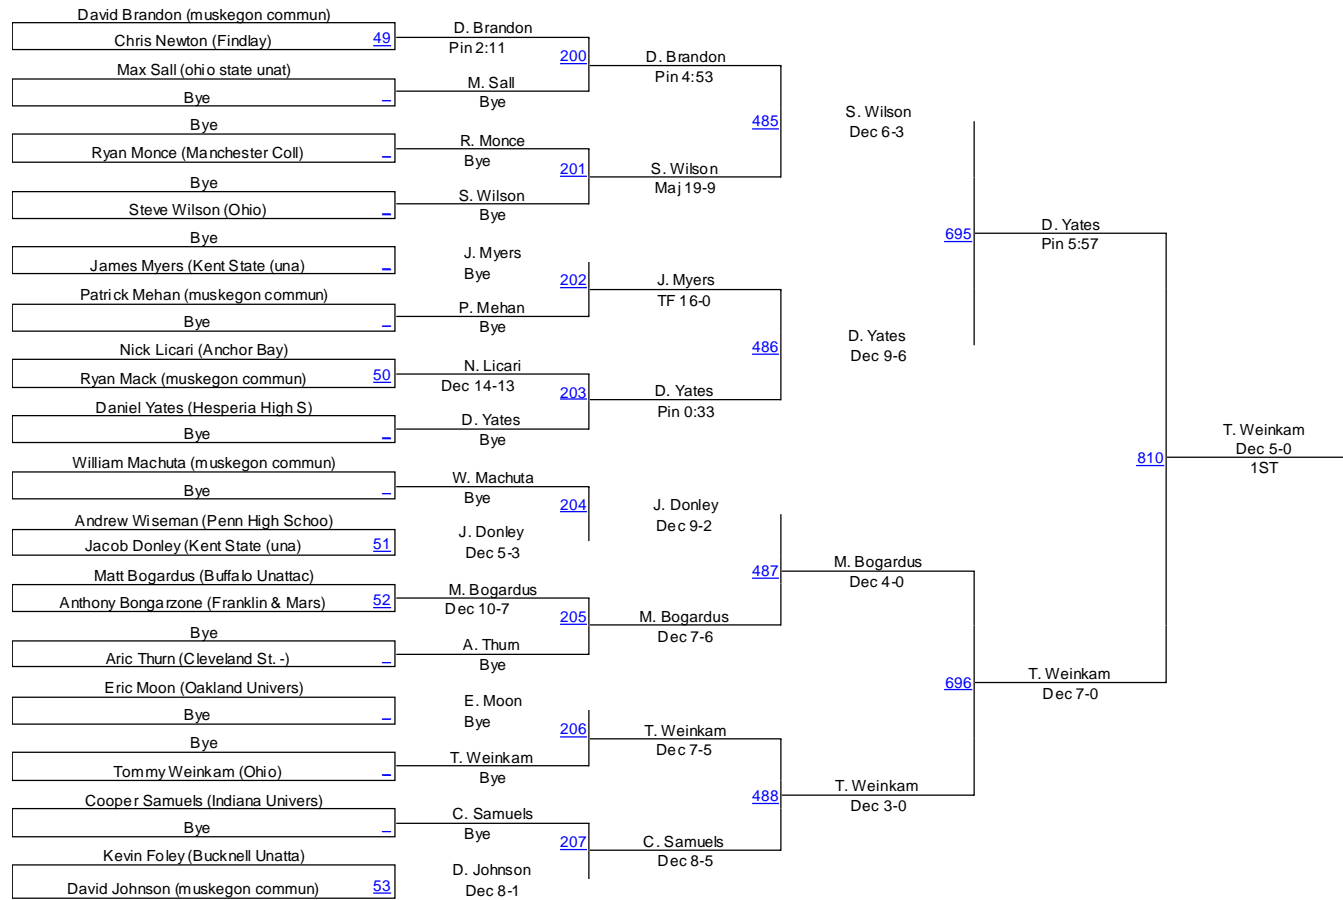 David Brandon (muskegon commun)
Chris Newton (Findlay)
49
Max Sall (ohio state unat)
Bye
Bye
Ryan Monce (Manchester Coll)
Bye
Steve Wilson (Ohio)
Bye
James Myers (Kent State (una)
Patrick Mehan (muskegon commun)
Bye
Nick Licari (Anchor Bay)
Ryan Mack (muskegon commun)
50
Daniel Yates (Hesperia High S)
Bye
William Machuta (muskegon commun)
Bye
Andrew Wiseman (Penn High Schoo)
Jacob Donley (Kent State (una)
51
Matt Bogardus (Buffalo Unattac)
Anthony Bongarzone (Franklin & Mars)
52
Bye
Aric Thurn (Cleveland St. -)
Eric Moon (Oakland Univers)
Bye
Bye
Tommy Weinkam (Ohio)
Cooper Samuels (Indiana Univers)
Bye
Kevin Foley (Bucknell Unatta)
David Johnson (muskegon commun)
53
D. Brandon
Pin 2:11
200
M. Sall
Bye
R. Monce
Bye
201
S. Wilson
Bye
J. Myers
Bye
202
P. Mehan
Bye
N. Licari
Dec 14-13
203
D. Yates
Bye
W. Machuta
Bye
204
J. Donley
Dec 5-3
M. Bogardus
Dec 10-7
205
A. Thurn
Bye
E. Moon
Bye
206
T. Weinkam
Bye
C. Samuels
Bye
207
D. Johnson
Dec 8-1
D. Brandon
Pin 4:53
485
S. Wilson
Maj 19-9
J. Myers
TF 16-0
486
D. Yates
Pin 0:33
J. Donley
Dec 9-2
487
M. Bogardus
Dec 7-6
T. Weinkam
Dec 7-5
488
C. Samuels
Dec 8-5
S. Wilson
Dec 6-3
695
D. Yates
Dec 9-6
M. Bogardus
Dec 4-0
696
T. Weinkam
Dec 3-0
D. Yates
Pin 5:57
810
T. Weinkam
Dec 7-0
T. Weinkam
Dec 5-0
1ST